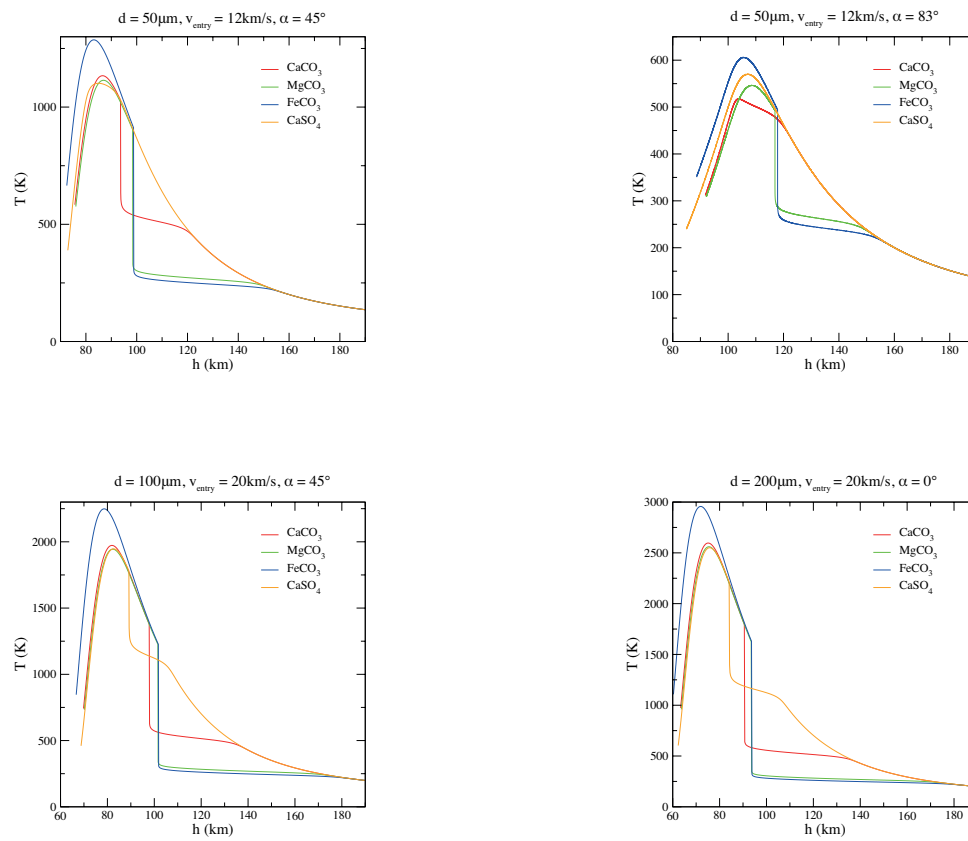 d = 50μm, v_entry = 12km/s, α = 45°
CaCO₃
MgCO₃
FeCO₃
CaSO₄
T (K)
1000
500
0
80 100 120 140 160 180
h (km)
d = 50μm, v_entry = 12km/s, α = 83°
CaCO₃
MgCO₃
FeCO₃
CaSO₄
T (K)
600
500
400
300
200
100
0
80 100 120 140 160 180
h (km)
d = 100μm, v_entry = 20km/s, α = 45°
CaCO₃
MgCO₃
FeCO₃
CaSO₄
T (K)
2000
1750
1500
1250
1000
750
500
250
0
60 80 100 120 140 160 180
h (km)
d = 200μm, v_entry = 20km/s, α = 0°
CaCO₃
MgCO₃
FeCO₃
CaSO₄
T (K)
3000
2500
2000
1500
1000
500
0
60 80 100 120 140 160 180
h (km)